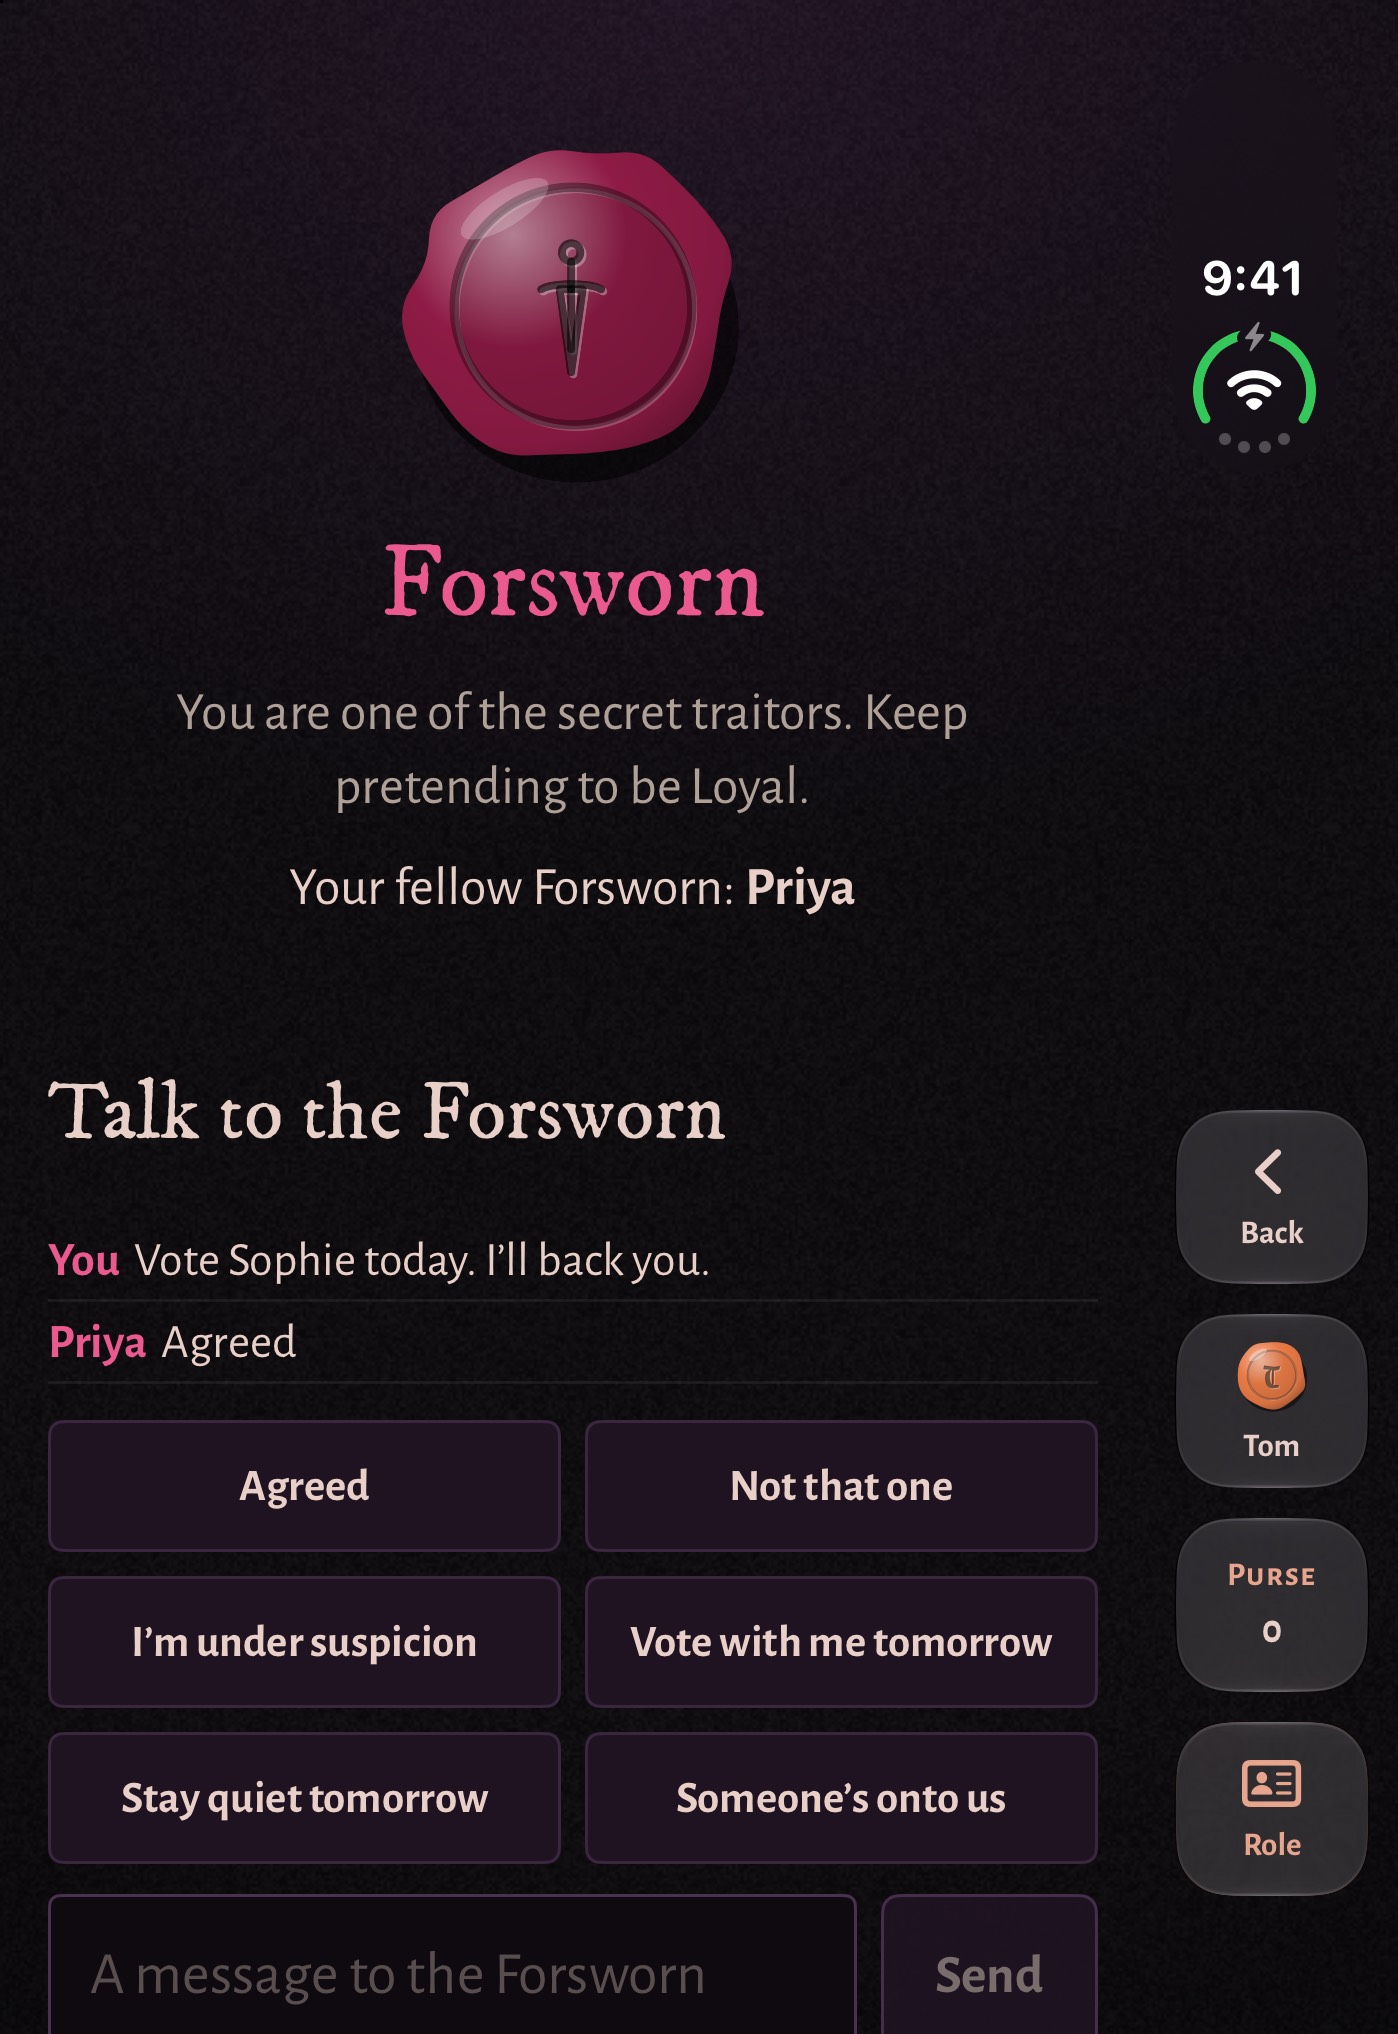 9:41
Forsworn
You are one of the secret traitors. Keep
pretending to be Loyal.
Your fellow Forsworn: Priya
Talk to the Forsworn
You Vote Sophie today. I’ll back you.
Priya Agreed
Agreed
Not that one
I’m under suspicion
Vote with me tomorrow
Stay quiet tomorrow
Someone’s onto us
A message to the Forsworn
Send
Back
T
Tom
Purse
0
Role